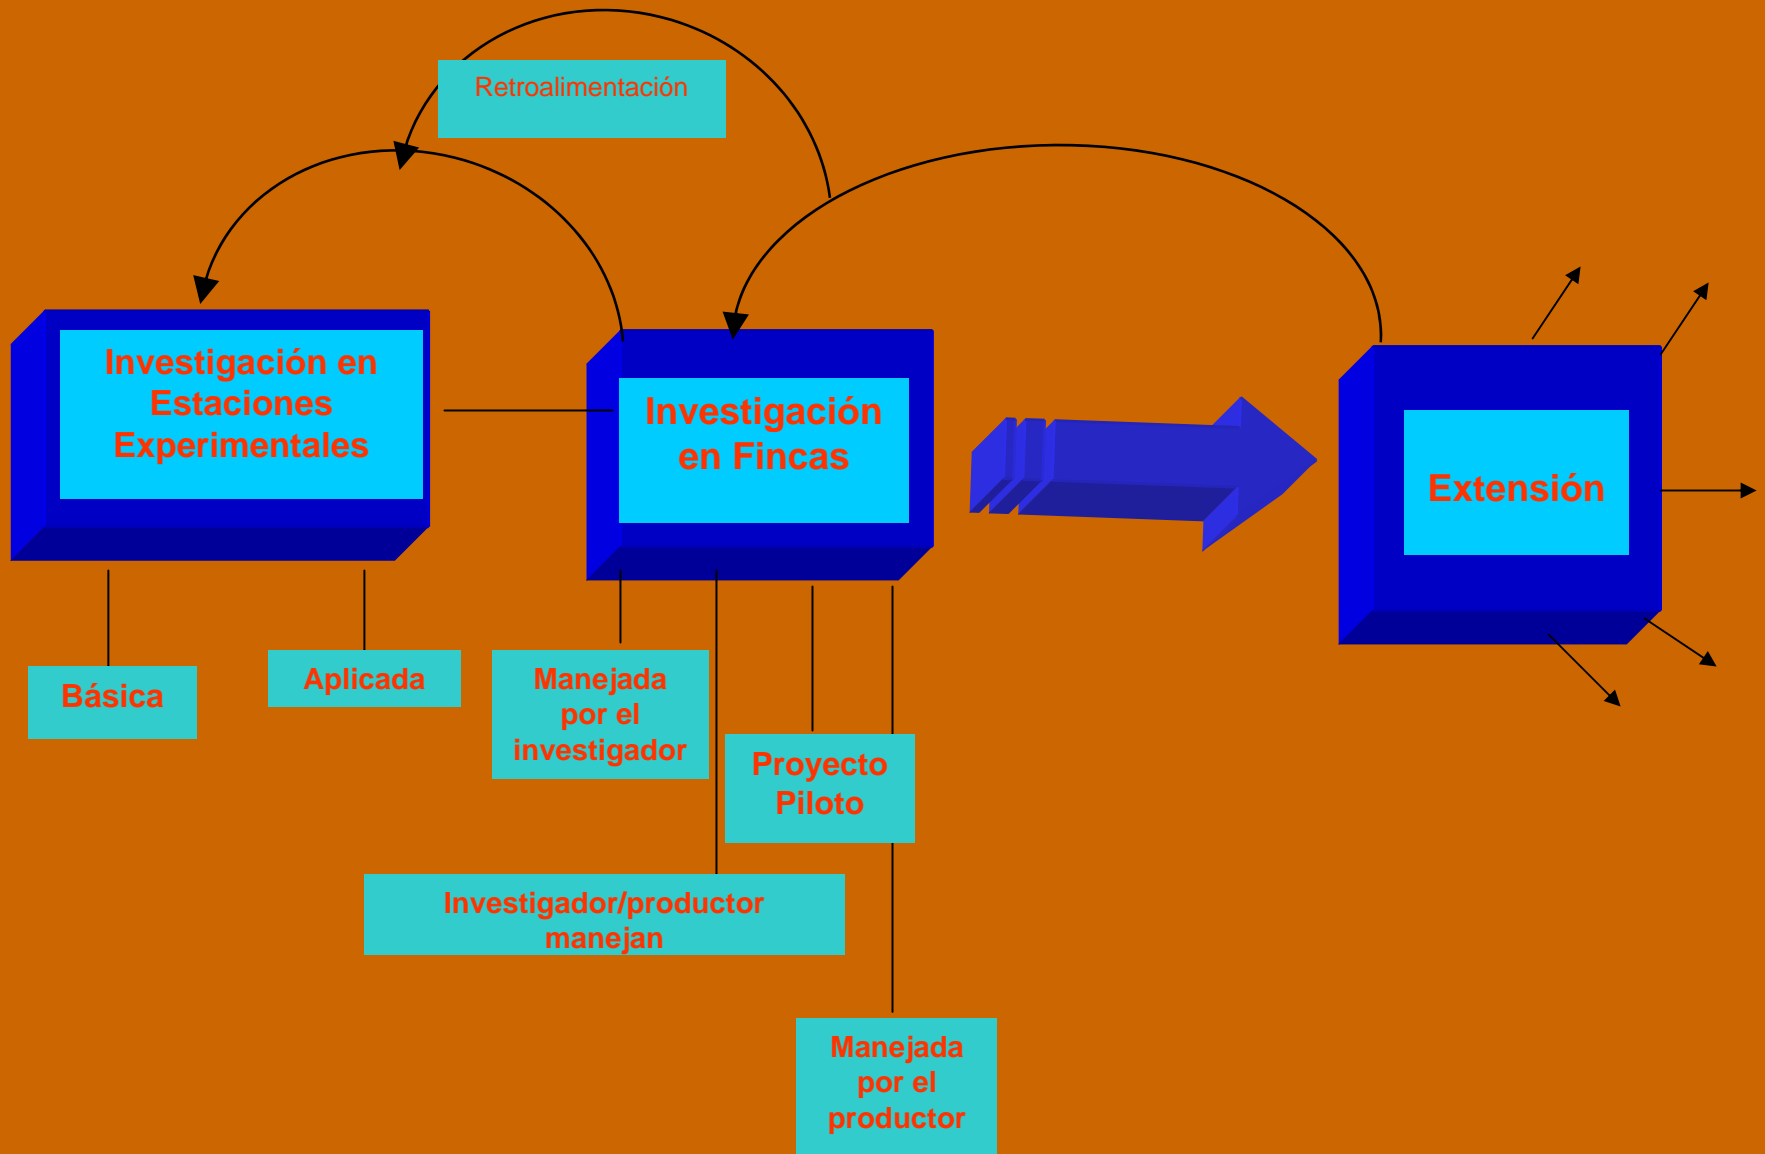 Retroalimentación
Investigación en
Estaciones
Experimentales
Investigación
en Fincas
Extensión
Básica
Aplicada
Manejada
por el
investigador
Proyecto
Piloto
Investigador/productor
manejan
Manejada
por el
productor